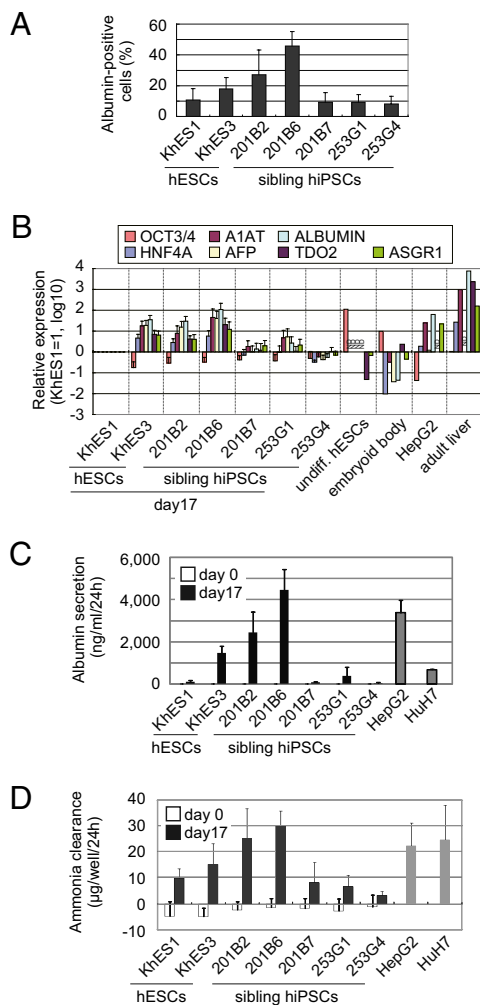 A
Albumin-positive
cells (%)
60
40
20
0
KhES1
KhES3
201B2
201B6
201B7
253G1
253G4
hESCs
sibling hiPSCs
B
OCT3/4
A1AT
ALBUMIN
HNF4A
AFP
TDO2
ASGR1
Relative expression
(KhES1=1, log10)
4
3
2
1
0
-1
-2
-3
KhES1
KhES3
201B2
201B6
201B7
253G1
253G4
undiff. hESCs
embryoid body
HepG2
adult liver
hESCs
sibling hiPSCs
day17
C
Albumin secretion
(ng/ml/24h)
6,000
4,000
2,000
0
day 0
day17
KhES1
KhES3
201B2
201B6
201B7
253G1
253G4
HepG2
HuH7
hESCs
sibling hiPSCs
D
Ammonia clearance
(µg/well/24h)
40
30
20
10
0
-10
day 0
day17
KhES1
KhES3
201B2
201B6
201B7
253G1
253G4
HepG2
HuH7
hESCs
sibling hiPSCs